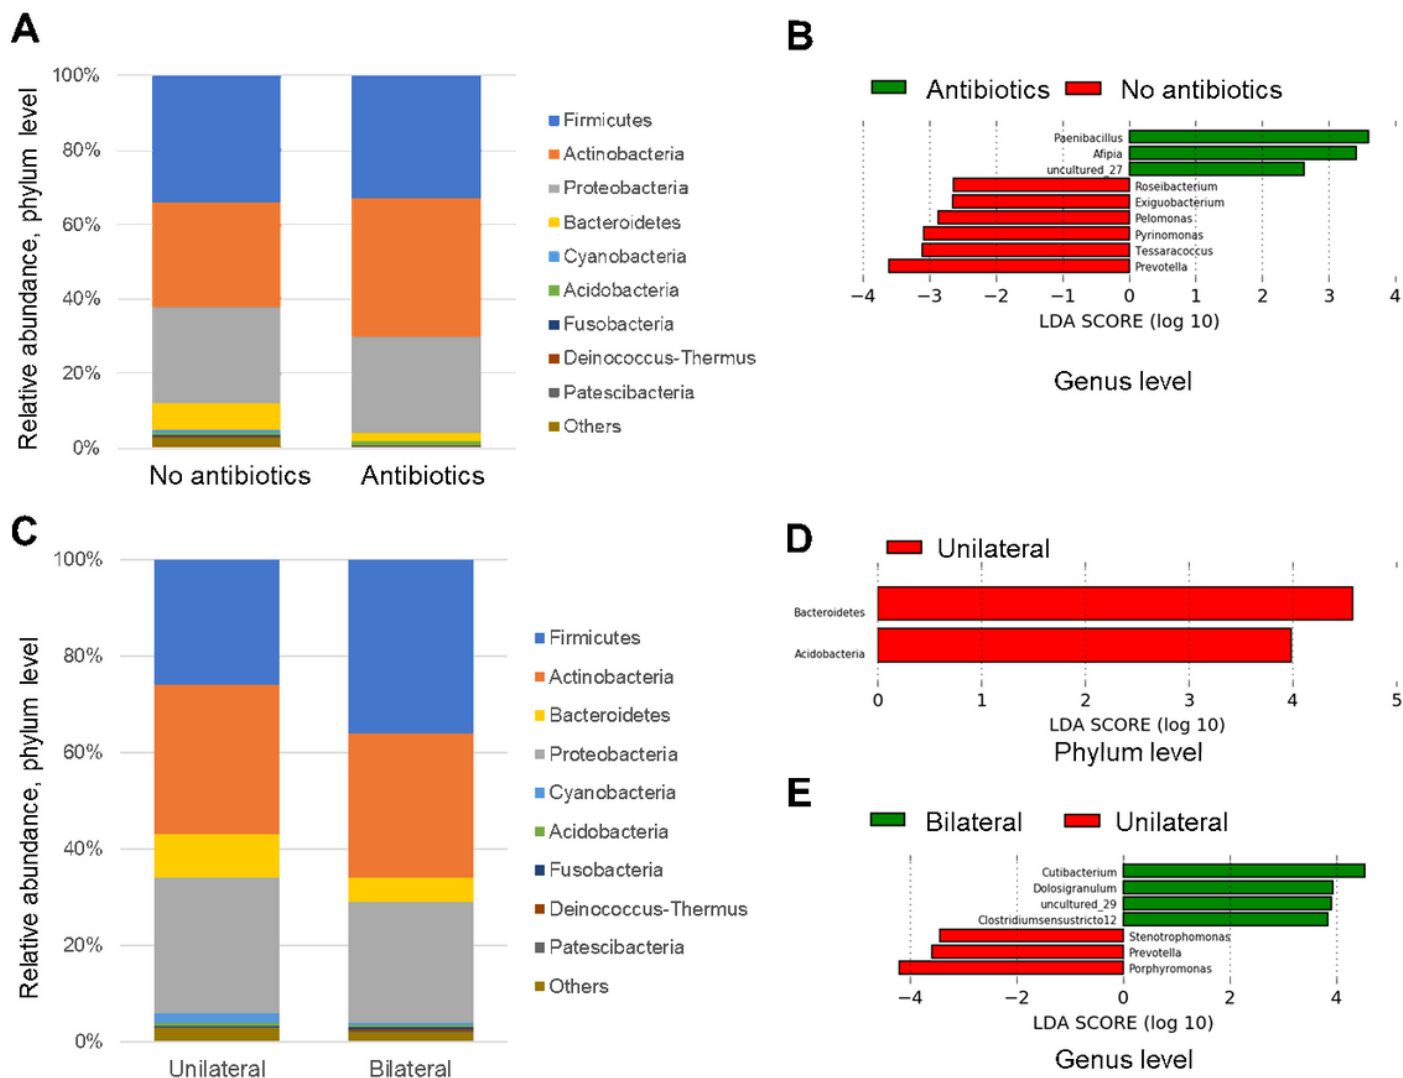 A
Relative abundance, phylum level
100%
80%
60%
40%
20%
0%
No antibiotics
Antibiotics
Firmicutes
Actinobacteria
Proteobacteria
Bacteroidetes
Cyanobacteria
Acidobacteria
Fusobacteria
Deinococcus-Thermus
Patescibacteria
Others
B
Antibiotics No antibiotics
Paenibacillus
Afipia
uncultured_27
Roseibacterium
Exiguobacterium
Pelomonas
Pyrinomonas
Tessaracoccus
Prevotella
−4 −3 −2 −1 0 1 2 3 4
LDA SCORE (log 10)
Genus level
C
Relative abundance, phylum level
100%
80%
60%
40%
20%
0%
Unilateral
Bilateral
Firmicutes
Actinobacteria
Bacteroidetes
Proteobacteria
Cyanobacteria
Acidobacteria
Fusobacteria
Deinococcus-Thermus
Patescibacteria
Others
D
Unilateral
Bacteroidetes
Acidobacteria
0 1 2 3 4 5
LDA SCORE (log 10)
Phylum level
E
Bilateral Unilateral
Cutibacterium
Dolosigranulum
uncultured_29
Clostridiumsensustricto12
Stenotrophomonas
Prevotella
Porphyromonas
−4 −2 0 2 4
LDA SCORE (log 10)
Genus level